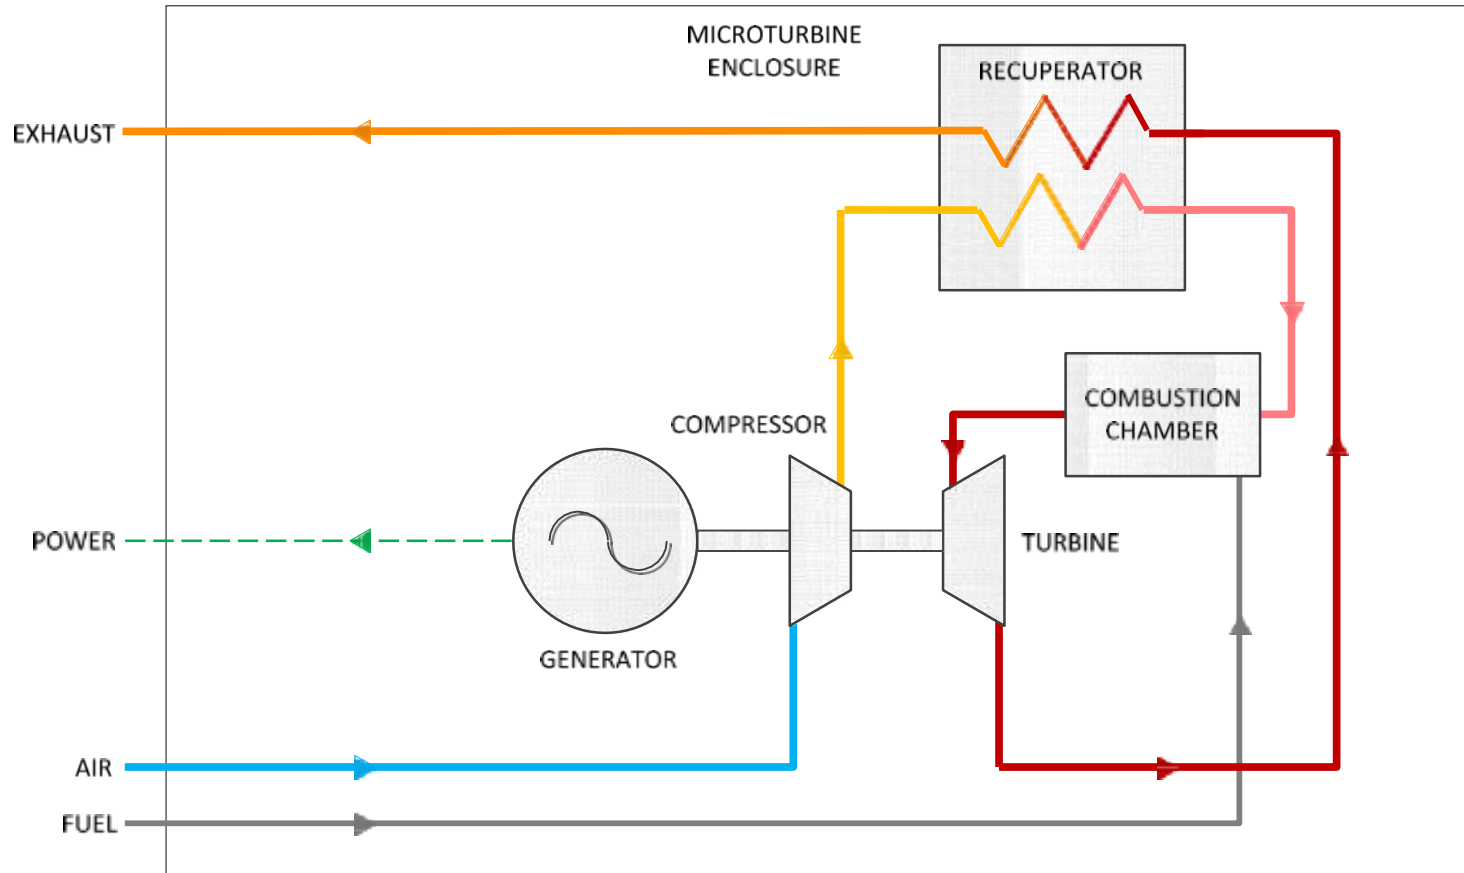 MICROTURBINE
ENCLOSURE
RECUPERATOR
EXHAUST
COMBUSTION
CHAMBER
COMPRESSOR
POWER
TURBINE
GENERATOR
AIR
FUEL